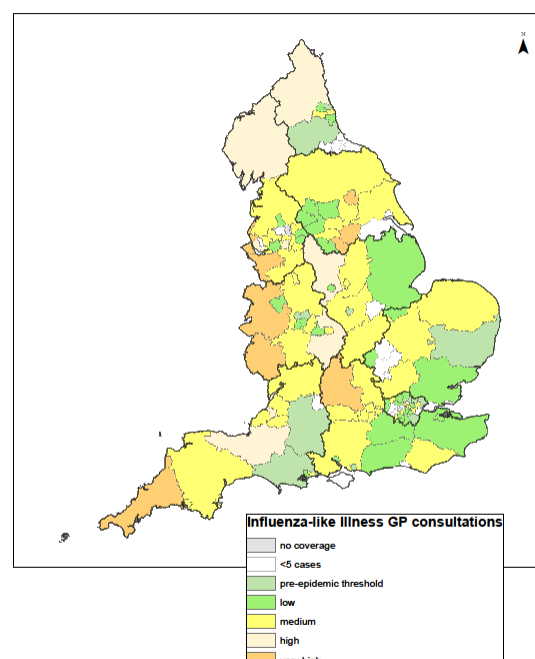 N
Influenza-like Illness GP consultations
no coverage
<5 cases
pre-epidemic threshold
low
medium
high